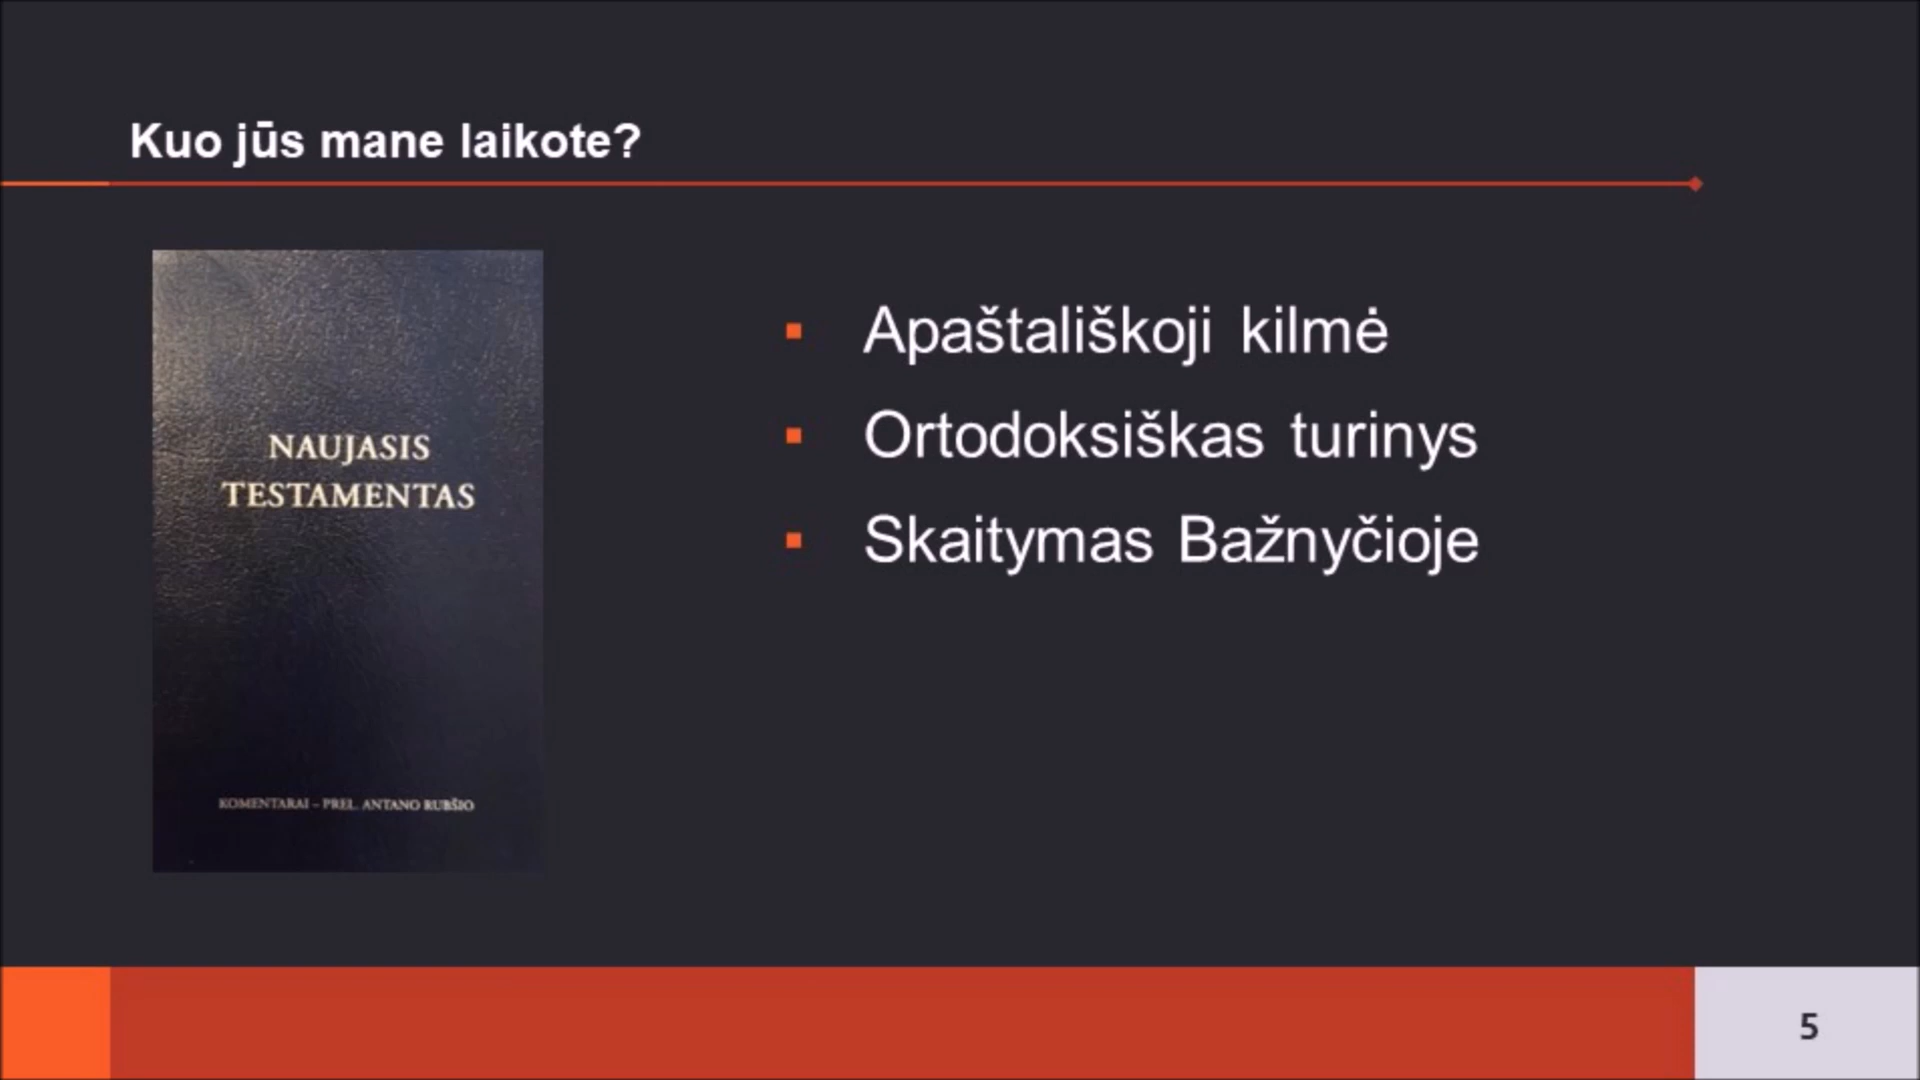 Kuo jūs mane laikote?
NAUJASIS
TESTAMENTAS
KOMENTARAI – PREL. ANTANO RUBŠIO
▪ Apaštališkoji kilmė
▪ Ortodoksiškas turinys
▪ Skaitymas Bažnyčioje
5